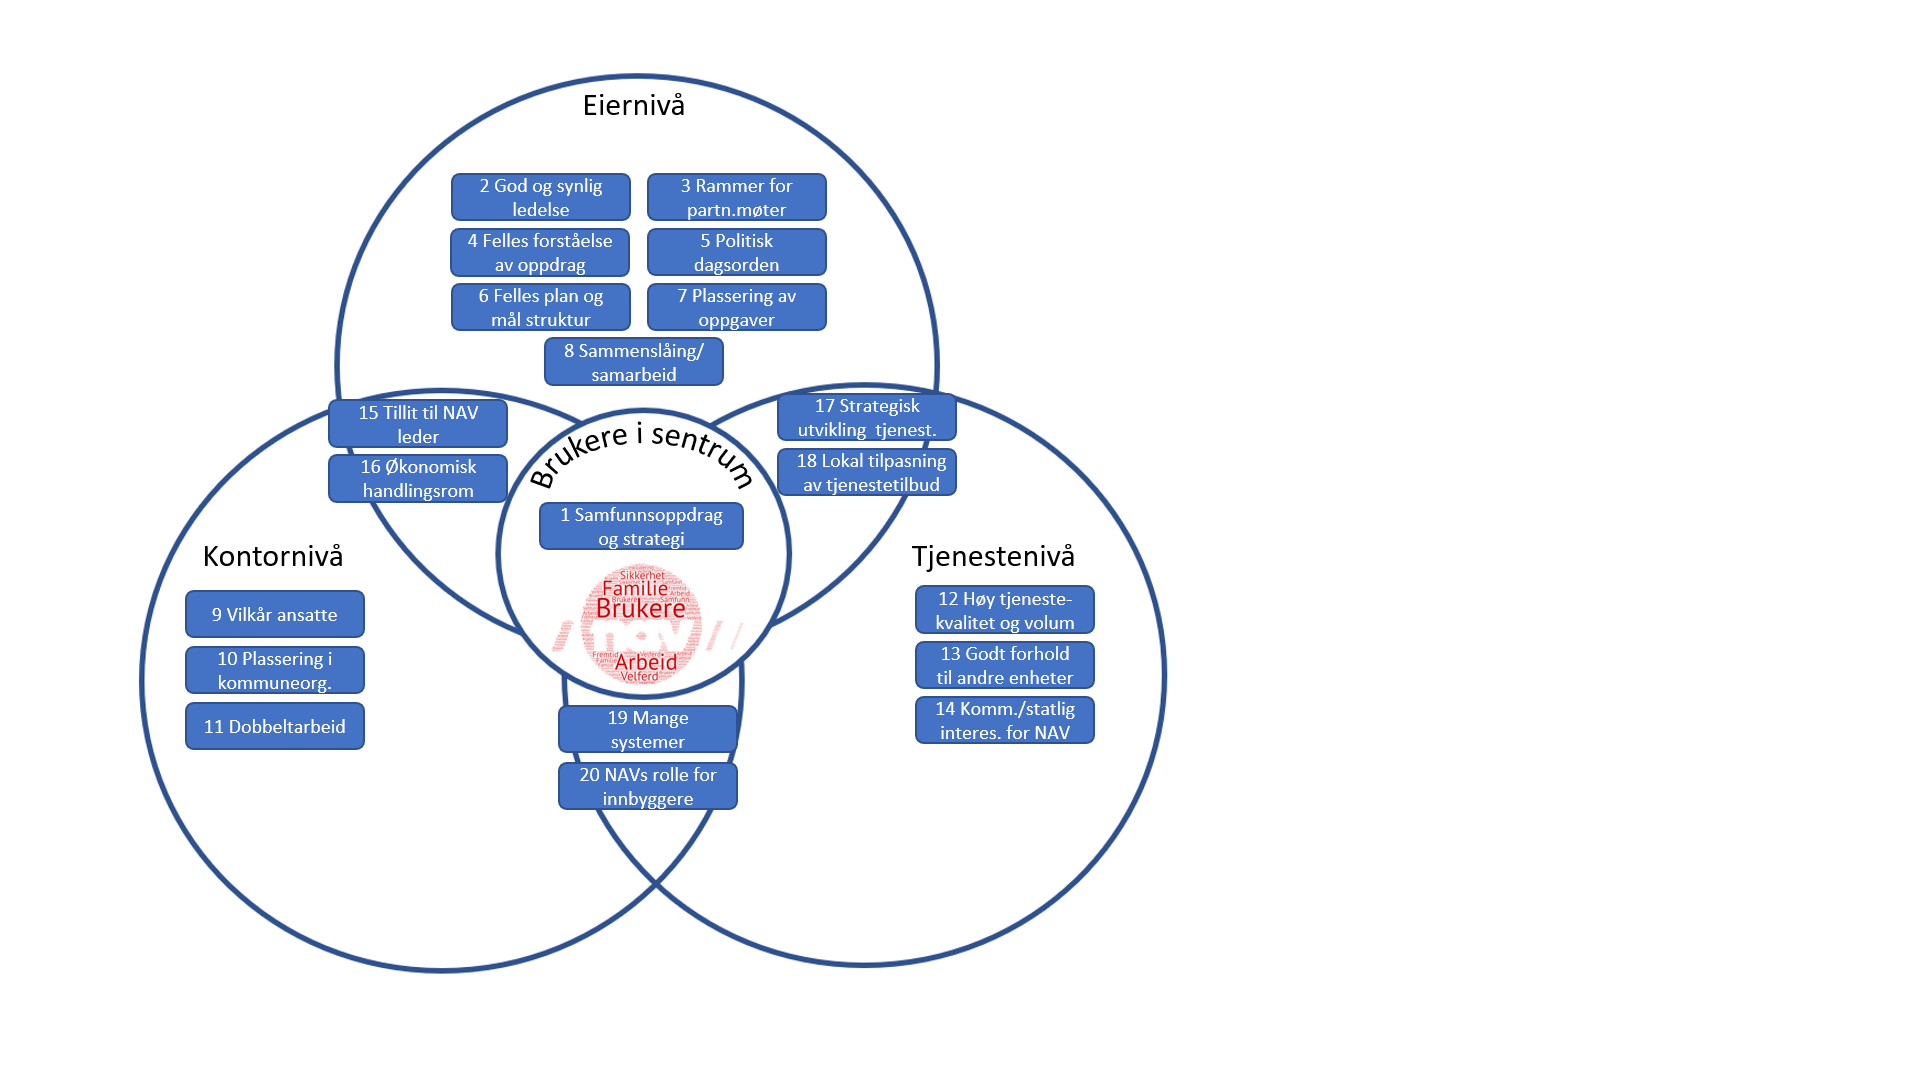 Eiernivå
2 God og synlig
ledelse
3 Rammer for
partn.møter
4 Felles forståelse
av oppdrag
5 Politisk
dagsorden
6 Felles plan og
mål struktur
7 Plassering av
oppgaver
8 Sammenslåing/
samarbeid
15 Tillit til NAV
leder
16 Økonomisk
handlingsrom
17 Strategisk
utvikling tjenest.
18 Lokal tilpasning
av tjenestetilbud
Brukere i sentrum
1 Samfunnsoppdrag
og strategi
Sikkerhet
Familie
Brukere
nav
Arbeid
Velferd
Kontornivå
9 Vilkår ansatte
10 Plassering i
kommuneorg.
11 Dobbeltarbeid
Tjenestenivå
12 Høy tjeneste-
kvalitet og volum
13 Godt forhold
til andre enheter
14 Komm./statlig
interes. for NAV
19 Mange
systemer
20 NAVs rolle for
innbyggere